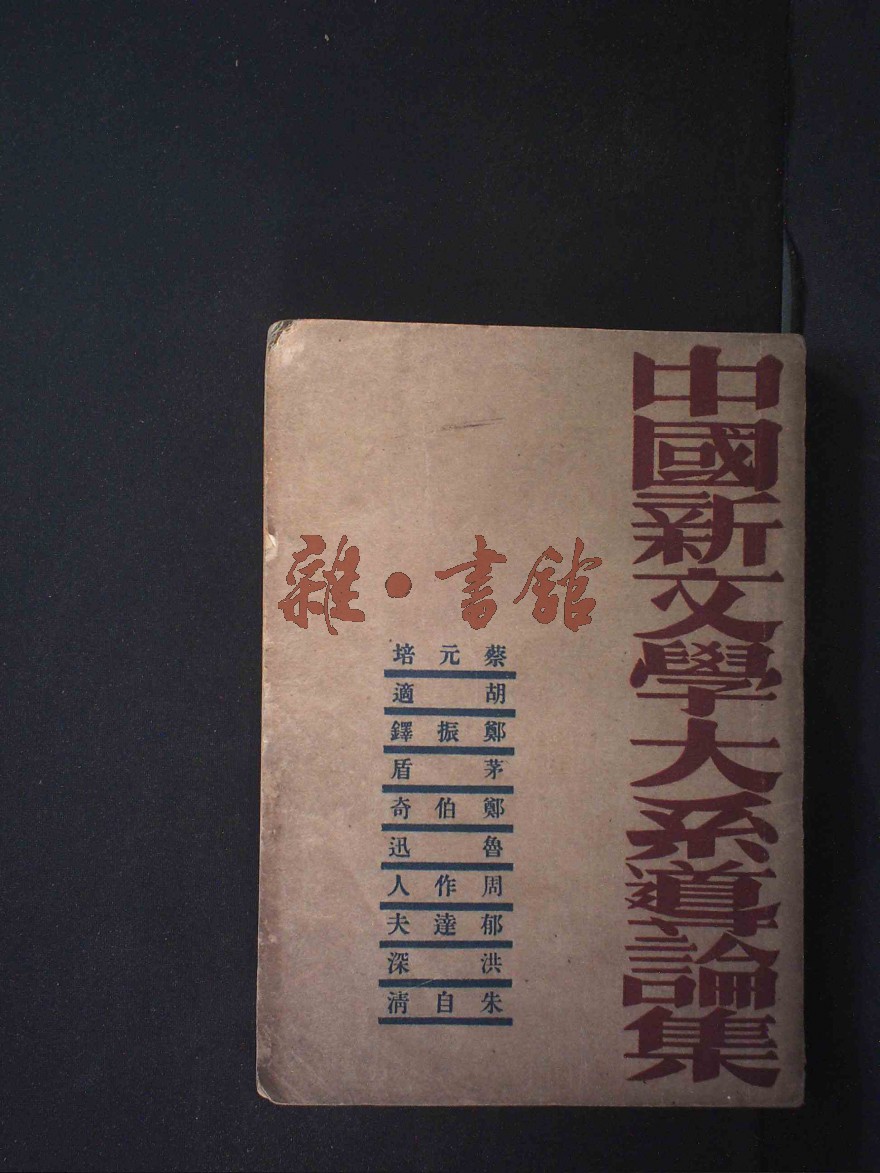 中國新文學大系導論集
雜·書館
蔡元培
胡適
鄭振鐸
茅盾
鄭伯奇
魯迅
周作人
郁達夫
洪深
朱自清